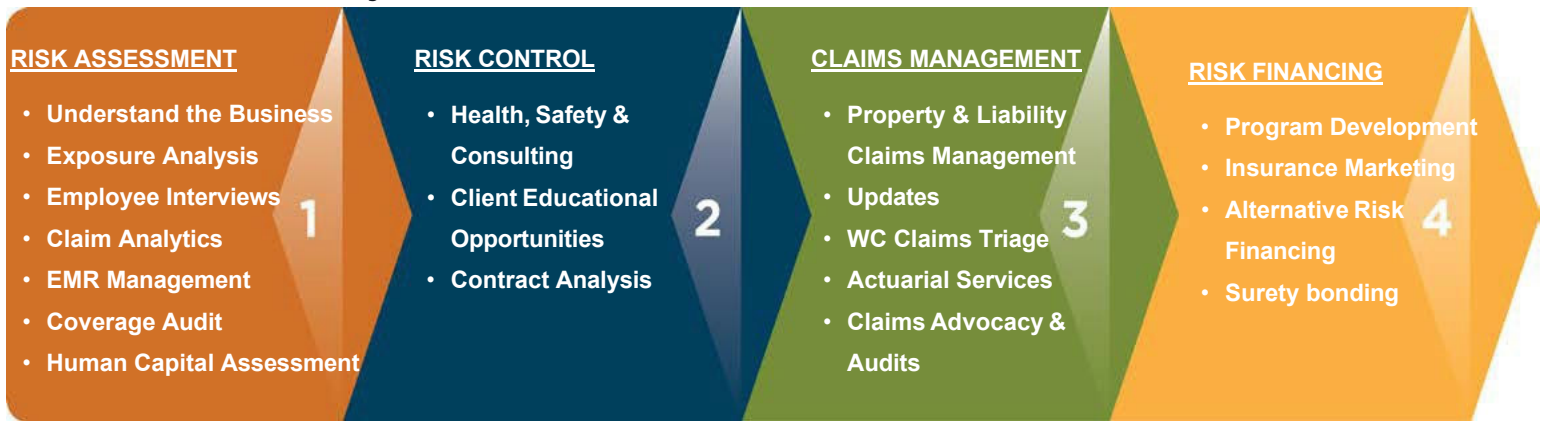 RISK ASSESSMENT
• Understand the Business
• Exposure Analysis
• Employee Interviews
• Claim Analytics
• EMR Management
• Coverage Audit
• Human Capital Assessment
1
RISK CONTROL
• Health, Safety &
Consulting
• Client Educational
Opportunities
• Contract Analysis
2
CLAIMS MANAGEMENT
• Property & Liability
Claims Management
• Updates
• WC Claims Triage
• Actuarial Services
• Claims Advocacy &
Audits
3
RISK FINANCING
• Program Development
• Insurance Marketing
• Alternative Risk
Financing
• Surety bonding
4